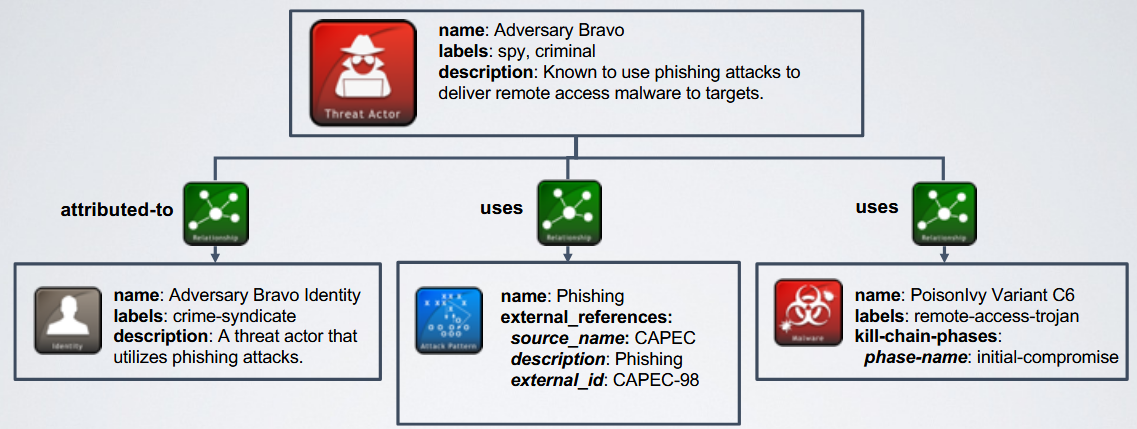 name: Adversary Bravo
labels: spy, criminal
description: Known to use phishing attacks to
deliver remote access malware to targets.
Threat Actor
attributed-to
Relationship
uses
Relationship
uses
Relationship
name: Adversary Bravo Identity
labels: crime-syndicate
description: A threat actor that
utilizes phishing attacks.
Identity
name: Phishing
external_references:
source_name: CAPEC
description: Phishing
external_id: CAPEC-98
Attack Pattern
name: PoisonIvy Variant C6
labels: remote-access-trojan
kill-chain-phases:
phase-name: initial-compromise
Malware